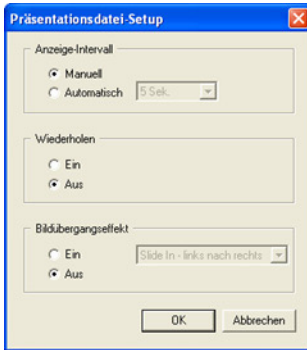 Präsentationsdatei-Setup
Anzeige-Intervall
Manuell
Automatisch 5 Sek.
Wiederholen
Ein
Aus
Bildübergangseffekt
Ein Slide In - links nach rechts
Aus
OK Abbrechen